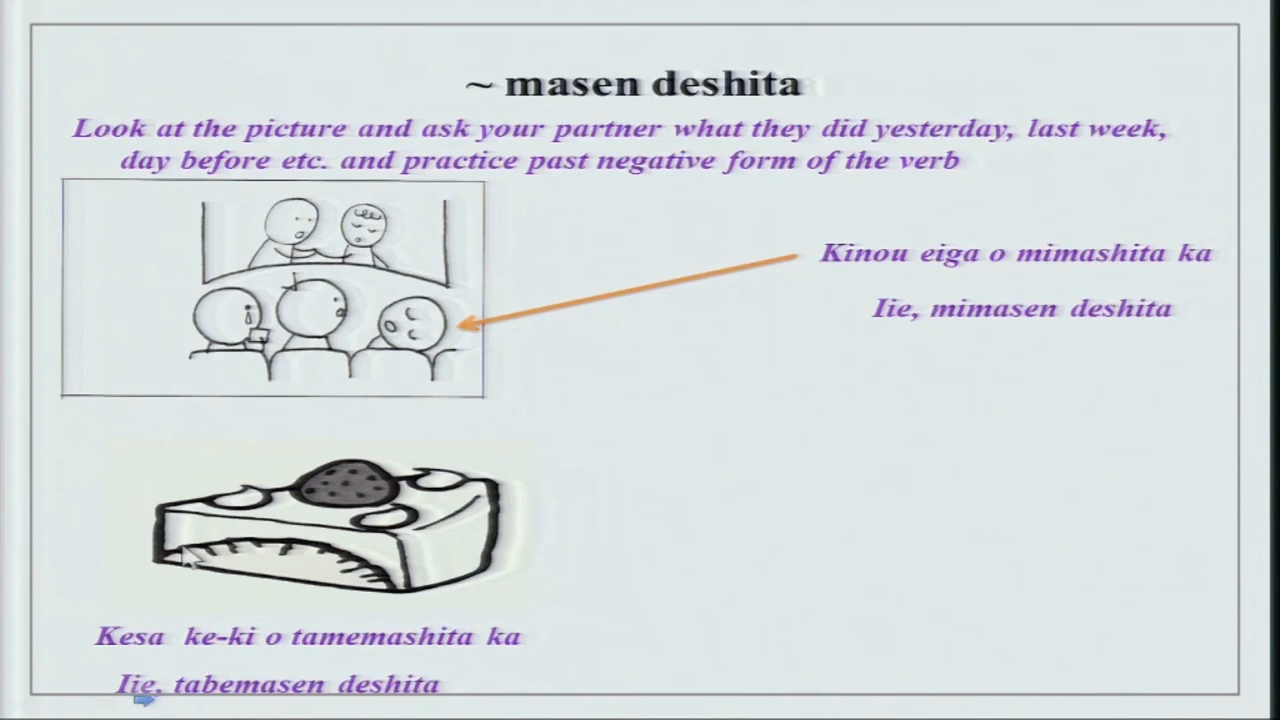 ~ masen deshita
Look at the picture and ask your partner what they did yesterday, last week,
day before etc. and practice past negative form of the verb
Kinou eiga o mimashita ka
Iie, mimasen deshita
Kesa ke-ki o tamemashita ka
Iie, tabemasen deshita